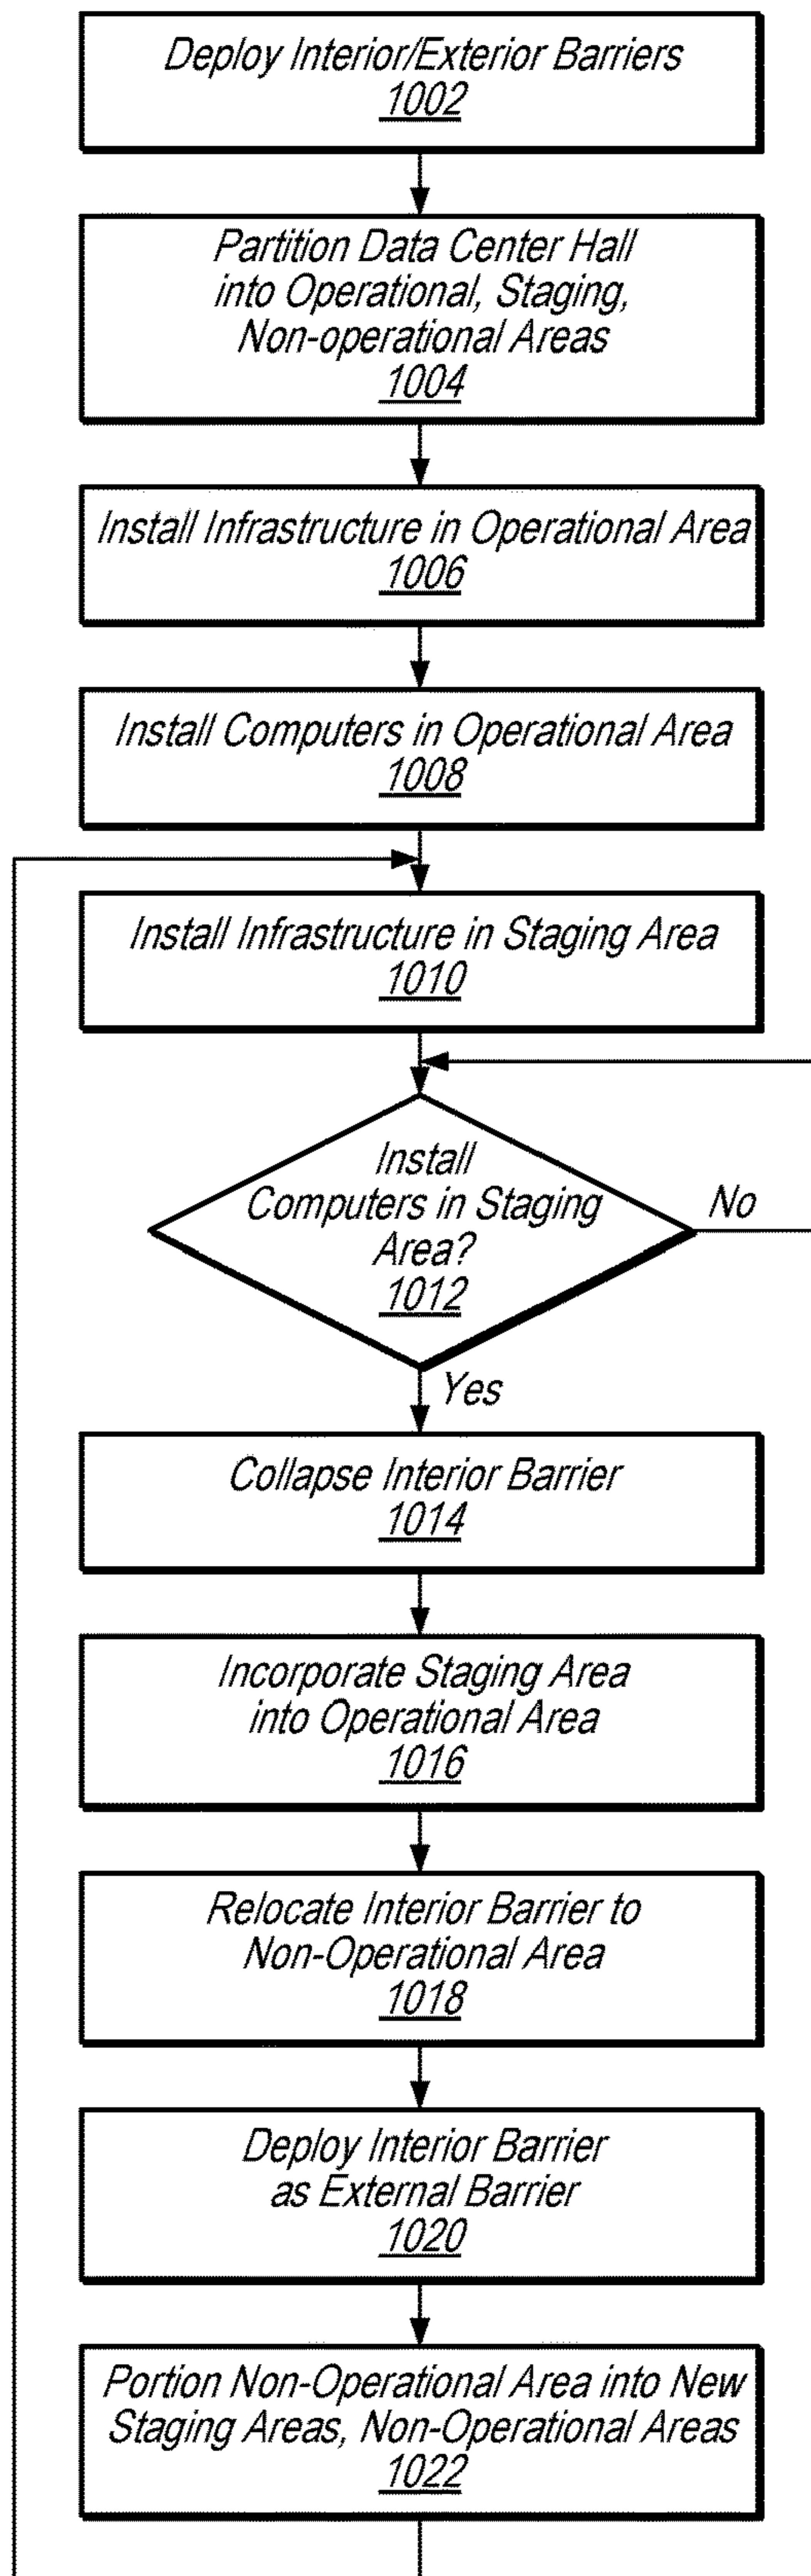 Deploy Interior/Exterior Barriers
1002
Partition Data Center Hall
into Operational, Staging,
Non-operational Areas
1004
Install Infrastructure in Operational Area
1006
Install Computers in Operational Area
1008
Install Infrastructure in Staging Area
1010
Install
Computers in Staging
Area?
1012
No
Yes
Collapse Interior Barrier
1014
Incorporate Staging Area
into Operational Area
1016
Relocate Interior Barrier to
Non-Operational Area
1018
Deploy Interior Barrier
as External Barrier
1020
Portion Non-Operational Area into New
Staging Areas, Non-Operational Areas
1022